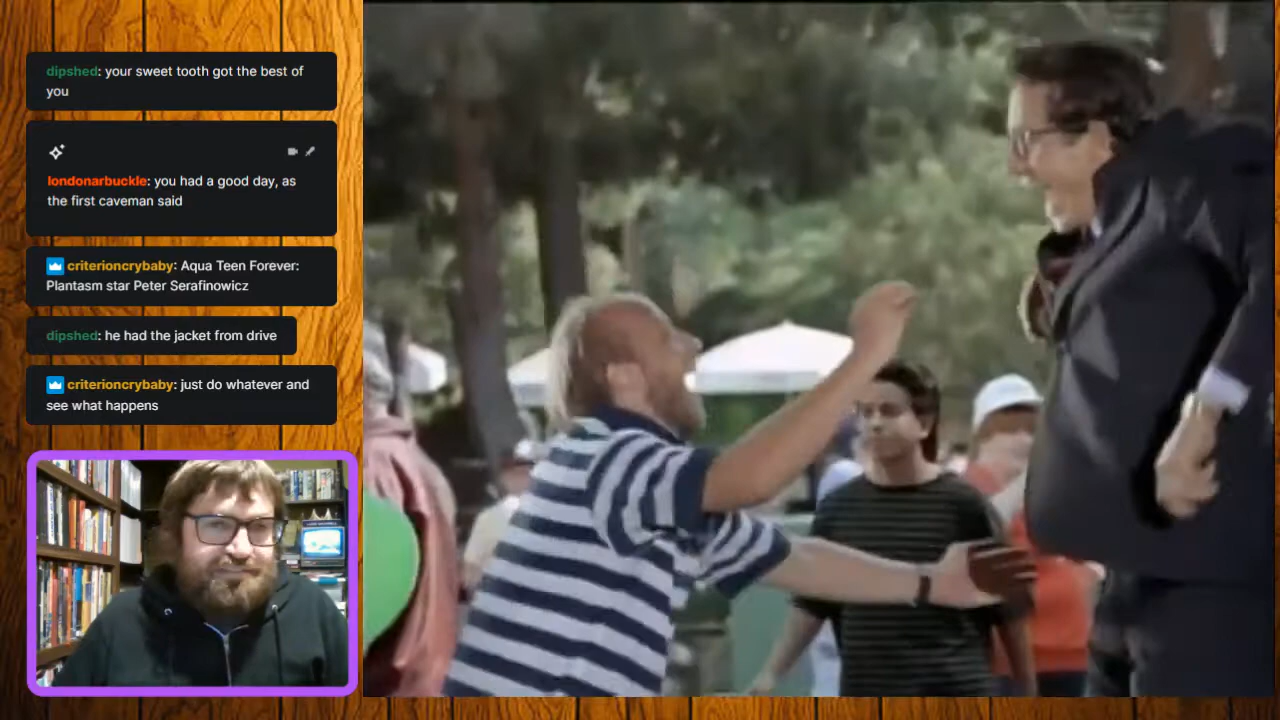 dipshed: your sweet tooth got the best of
you
londonarbuckle: you had a good day, as
the first caveman said
criterioncrybaby: Aqua Teen Forever:
Plantasm star Peter Serafinowicz
dipshed: he had the jacket from drive
criterioncrybaby: just do whatever and
see what happens